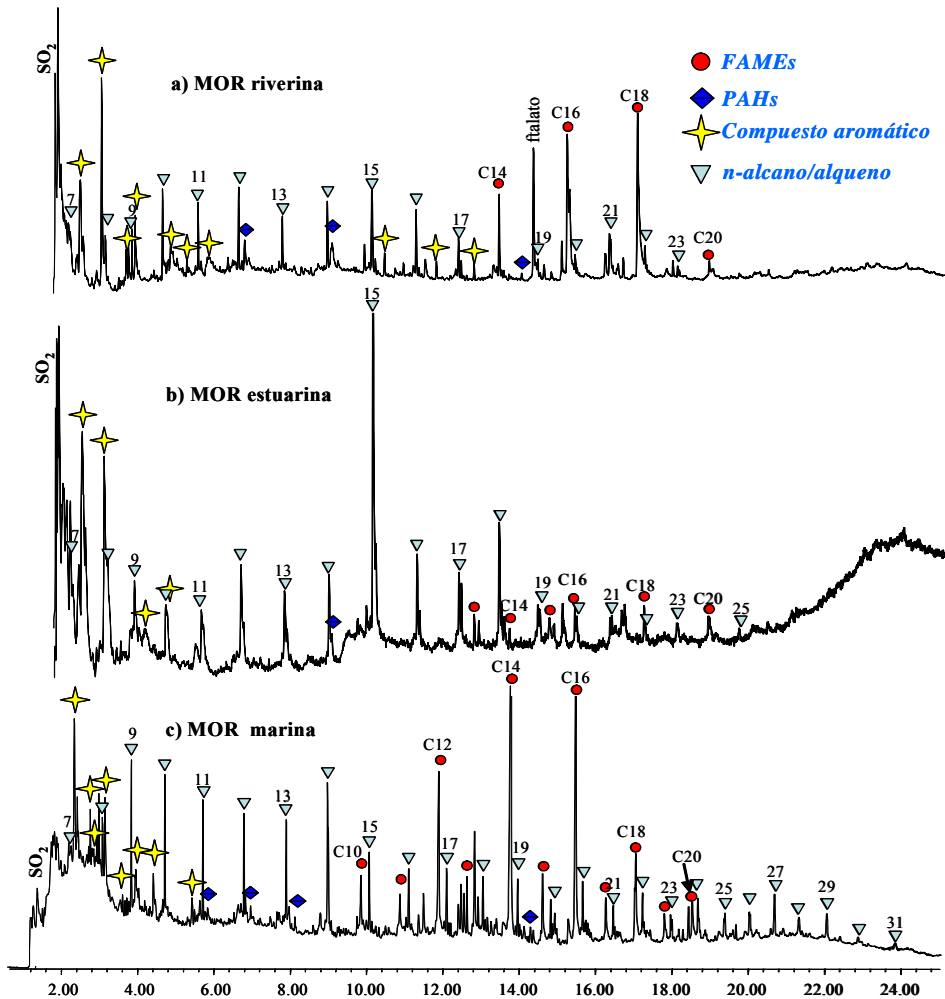 SO2
a) MOR riverina
FAMEs
PAHs
Compuesto aromático
n-alcano/alqueno
7
9
11
13
15
17
C14
ftalato
19
C16
21
C18
23
C20
SO2
b) MOR estuarina
7
9
11
13
15
17
C14
19
C16
21
C18
23
C20
25
SO2
c) MOR marina
7
9
11
13
C10
15
C12
17
C14
19
C16
21
C18
23
C20
25
27
29
31
2.00 4.00 6.00 8.00 10.00 12.00 14.00 16.00 18.00 20.00 22.00 24.00